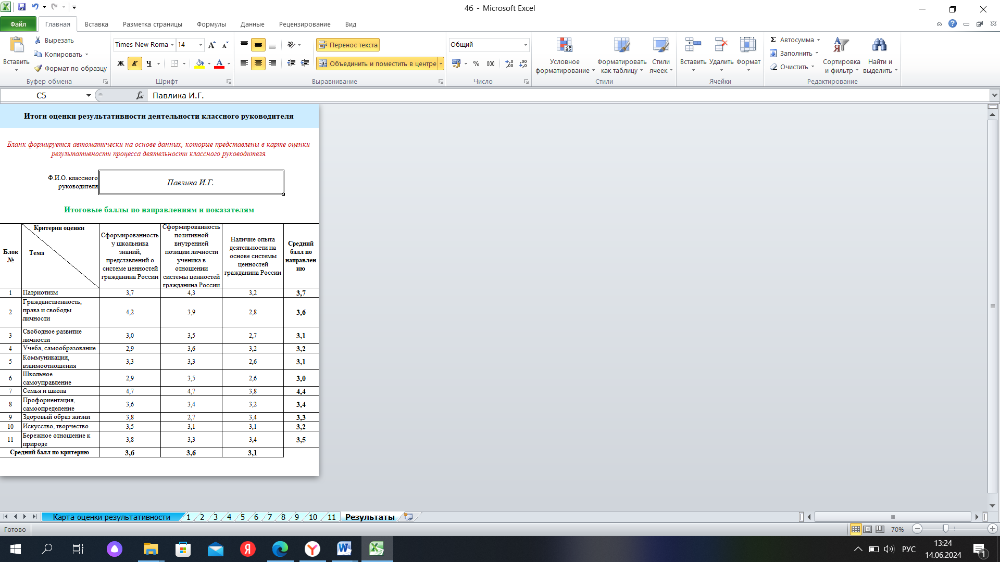 46 - Microsoft Excel
Файл Главная Вставка Разметка страницы Формулы Данные Рецензирование Вид
Вставить
Вырезать
Копировать
Формат по образцу
Буфер обмена
Times New Roma 14
Ж К Ч
Шрифт
Перенос текста
Объединить и поместить в центре
Выравнивание
Общий
% 000
Число
Условное форматирование
Форматировать как таблицу
Стили ячеек
Стили
Вставить Удалить Формат
Ячейки
Σ Автосумма
Заполнить
Очистить
Сортировка и фильтр
Найти и выделить
Редактирование
C5 fx Павлика И.Г.
Итоги оценки результативности деятельности классного руководителя
Бланк формируется автоматически на основе данных, которые представлены в карте оценки
результативности процесса деятельности классного руководителя
Ф.И.О. классного
руководителя
Павлика И.Г.
Итоговые баллы по направлениям и показателям
Блок
№
Критерии оценки
Тема
Сформированность
у школьника
знаний,
представлений о
системе ценностей
гражданина России
Сформированность
позитивной
внутренней
позиции личности
ученика в
отношении
системы ценностей
гражданина России
Наличие опыта
деятельности на
основе системы
ценностей
гражданина России
Средний
балл по
направлен
ию
1 Патриотизм 3,7 4,3 3,2 3,7
2 Гражданственность,
права и свободы
личности
4,2 3,9 2,8 3,6
3 Свободное развитие
личности
3,0 3,5 2,7 3,1
4 Учеба, самообразование 2,9 3,6 3,2 3,2
5 Коммуникация,
взаимоотношения
3,3 3,3 2,6 3,1
6 Школьное
самоуправление
2,9 3,5 2,6 3,0
7 Семья и школа 4,7 4,7 3,8 4,4
8 Профориентация,
самоопределение
3,6 3,4 3,2 3,4
9 Здоровый образ жизни 3,8 2,7 3,4 3,3
10 Искусство, творчество 3,5 3,1 3,1 3,2
11 Бережное отношение к
природе
3,8 3,3 3,4 3,5
Средний балл по критерию 3,6 3,6 3,1
Карта оценки результативности 1 2 3 4 5 6 7 8 9 10 11 Результаты
Готово 70%
РУС 13:24
14.06.2024
1